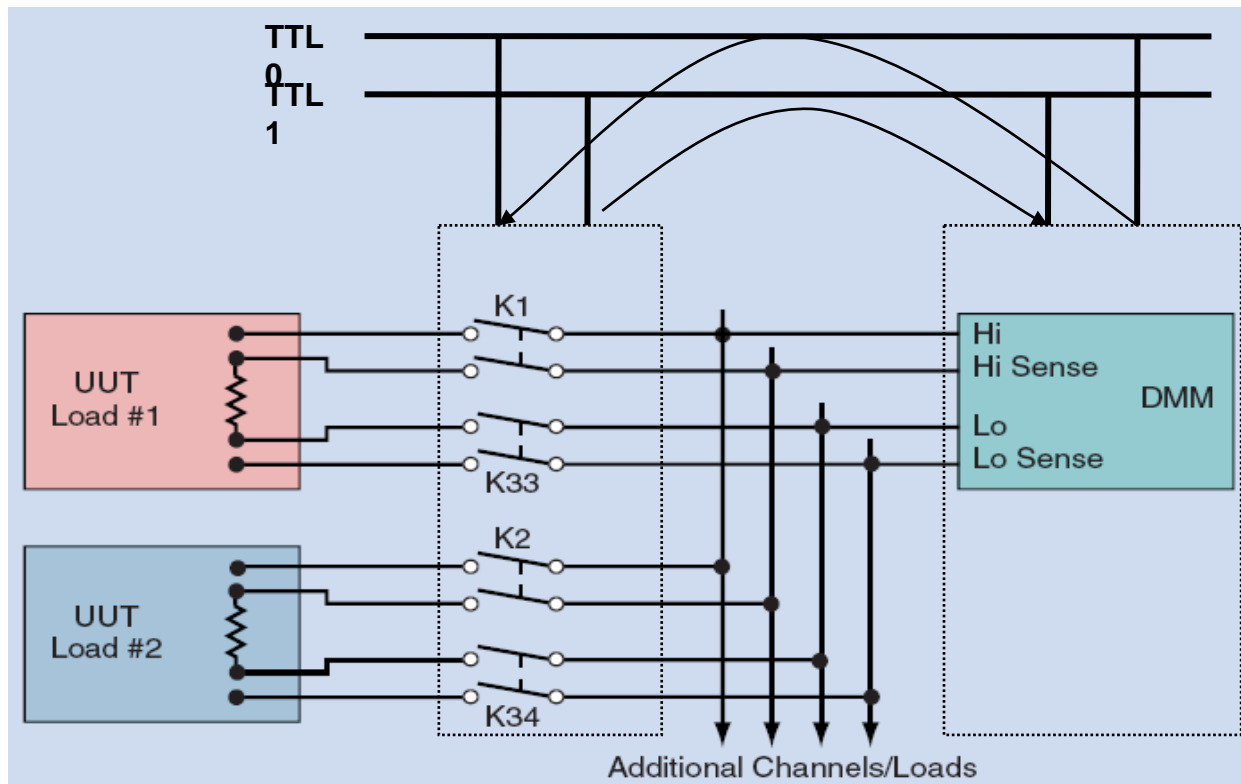 TTL
0
TTL
1
K1
Hi
Hi Sense
UUT
Load #1
DMM
Lo
Lo Sense
K33
K2
UUT
Load #2
K34
Additional Channels/Loads